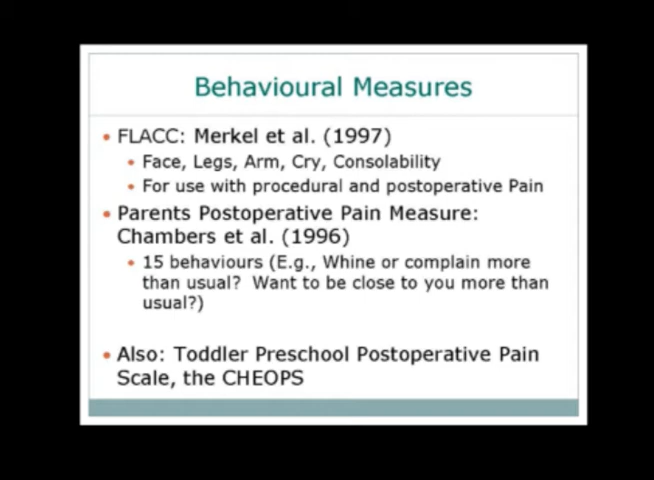 Behavioural Measures
• FLACC: Merkel et al. (1997)
• Face, Legs, Arm, Cry, Consolability
• For use with procedural and postoperative Pain
• Parents Postoperative Pain Measure:
Chambers et al. (1996)
• 15 behaviours (E.g., Whine or complain more
than usual? Want to be close to you more than
usual?)
• Also: Toddler Preschool Postoperative Pain
Scale, the CHEOPS